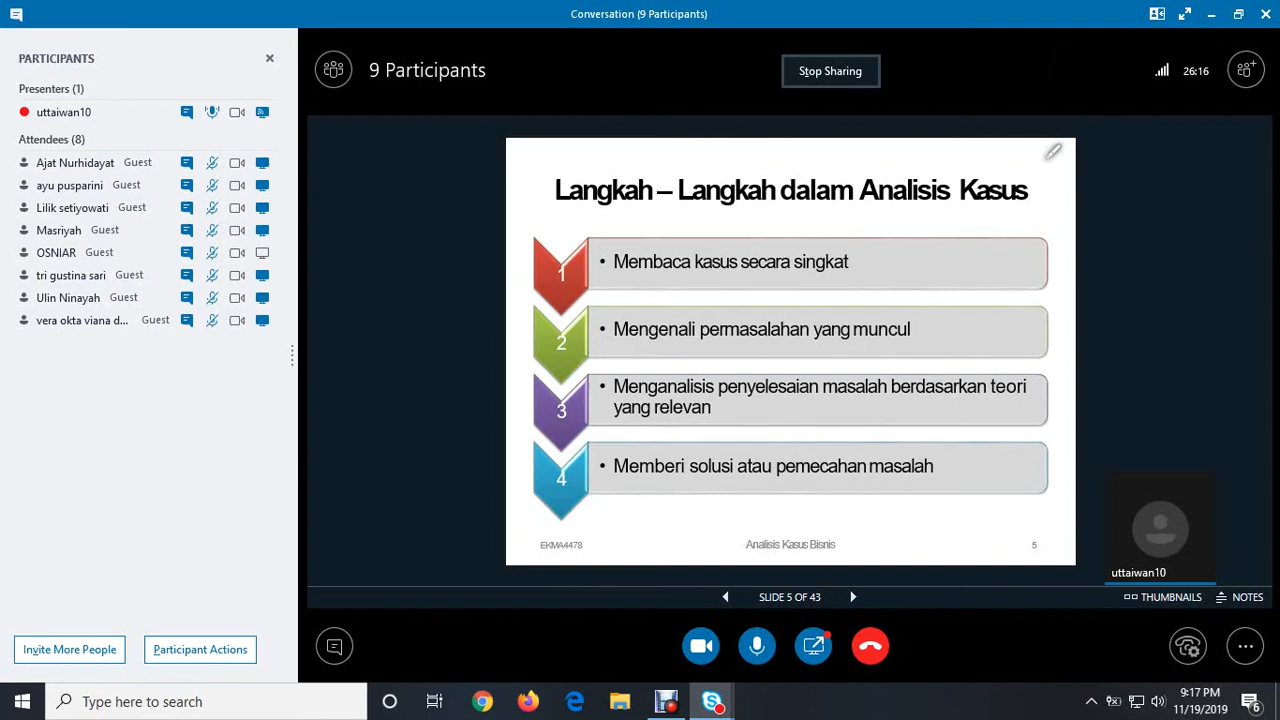 Conversation (9 Participants)
PARTICIPANTS
Presenters (1)
uttaiwan10
Attendees (8)
Ajat Nurhidayat Guest
ayu pusparini Guest
Lilik setiyowati Guest
Masriyah Guest
OSNIAR Guest
tri gustina sari Guest
Ulin Ninayah Guest
vera okta viana d... Guest
Invite More People
Participant Actions
9 Participants
Stop Sharing
26:16
Langkah – Langkah dalam Analisis Kasus
1
• Membaca kasus secara singkat
2
• Mengenali permasalahan yang muncul
3
• Menganalisis penyelesaian masalah berdasarkan teori
yang relevan
4
• Memberi solusi atau pemecahan masalah
EKMA4478
Analisis Kasus Bisnis
5
uttaiwan10
SLIDE 5 OF 43
THUMBNAILS
NOTES
Type here to search
9:17 PM
11/19/2019
6